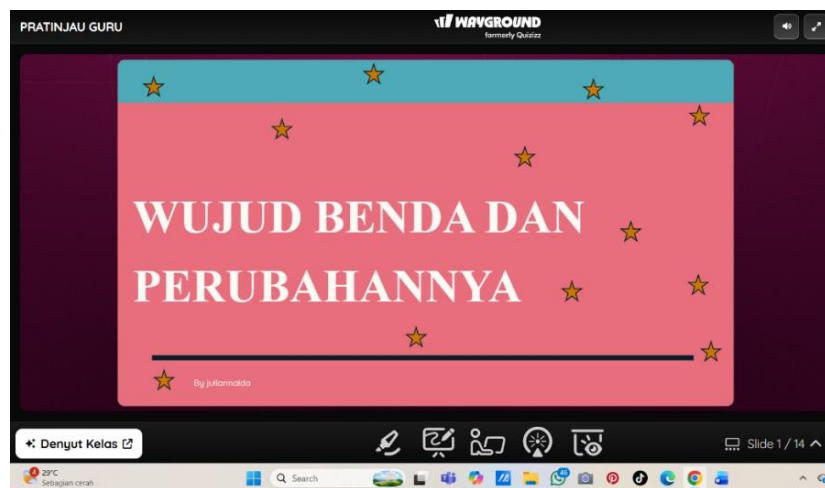 PRATINJAU GURU
WAYGROUND
formerly Quizizz
WUJUD BENDA DAN
PERUBAHANNYA
By juliannaida
Denyut Kelas
Slide 1 / 14
29°C
Sebagian cerah
Search